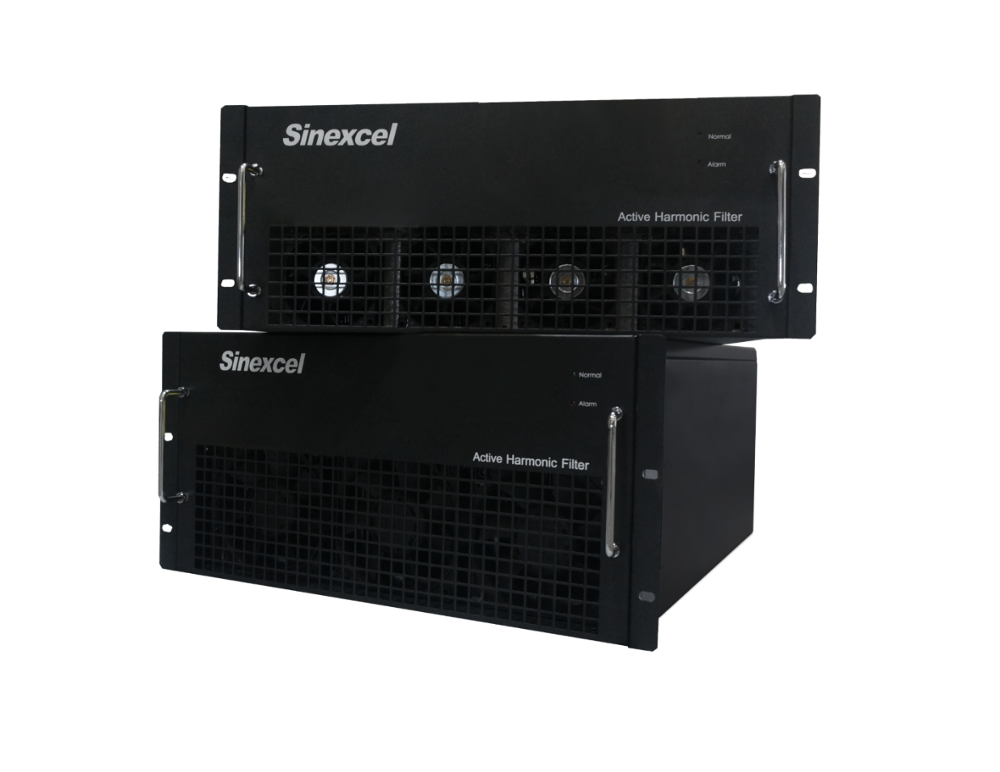 Sinexcel
Normal
Alarm
Active Harmonic Filter
Sinexcel
Normal
Alarm
Active Harmonic Filter